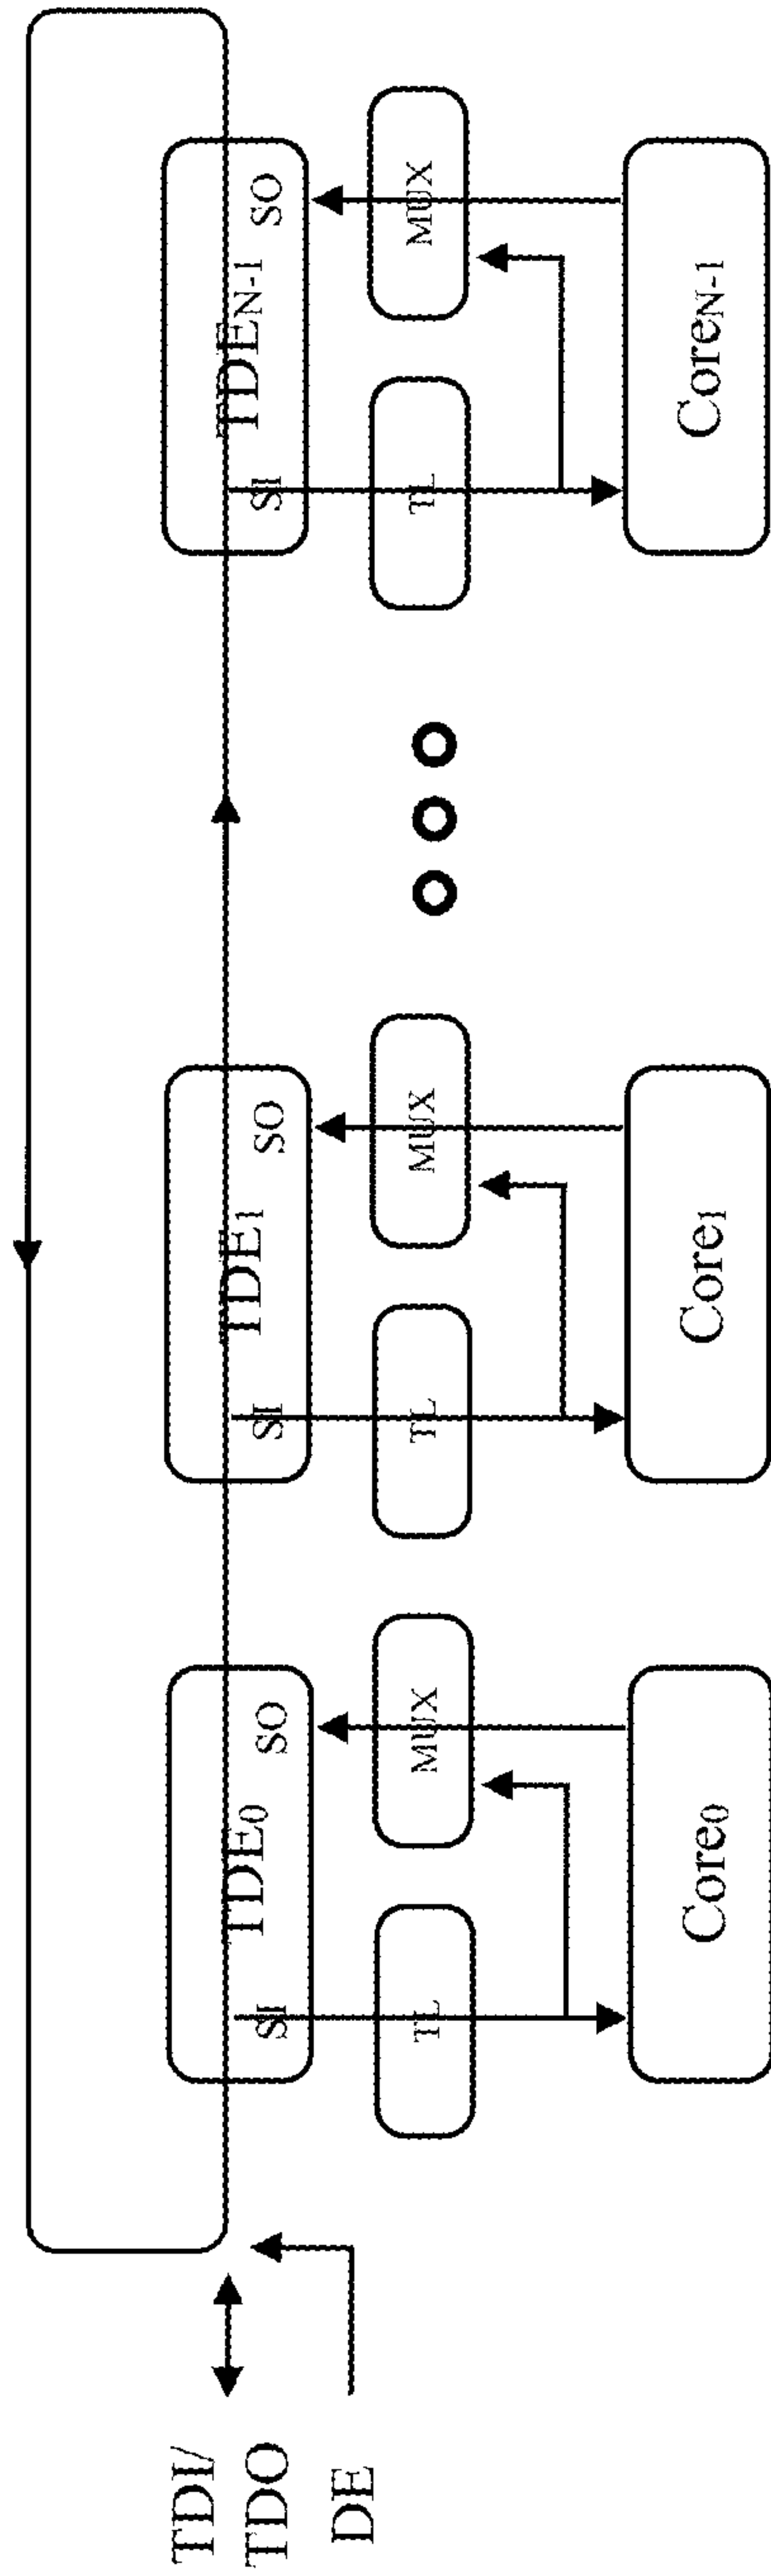 TDI/
TDO
DE
TDE0
SI
SO
TL
MUX
Core0
TDE1
SI
SO
TL
MUX
Core1
TDEN-1
SI
SO
TL
MUX
CoreN-1